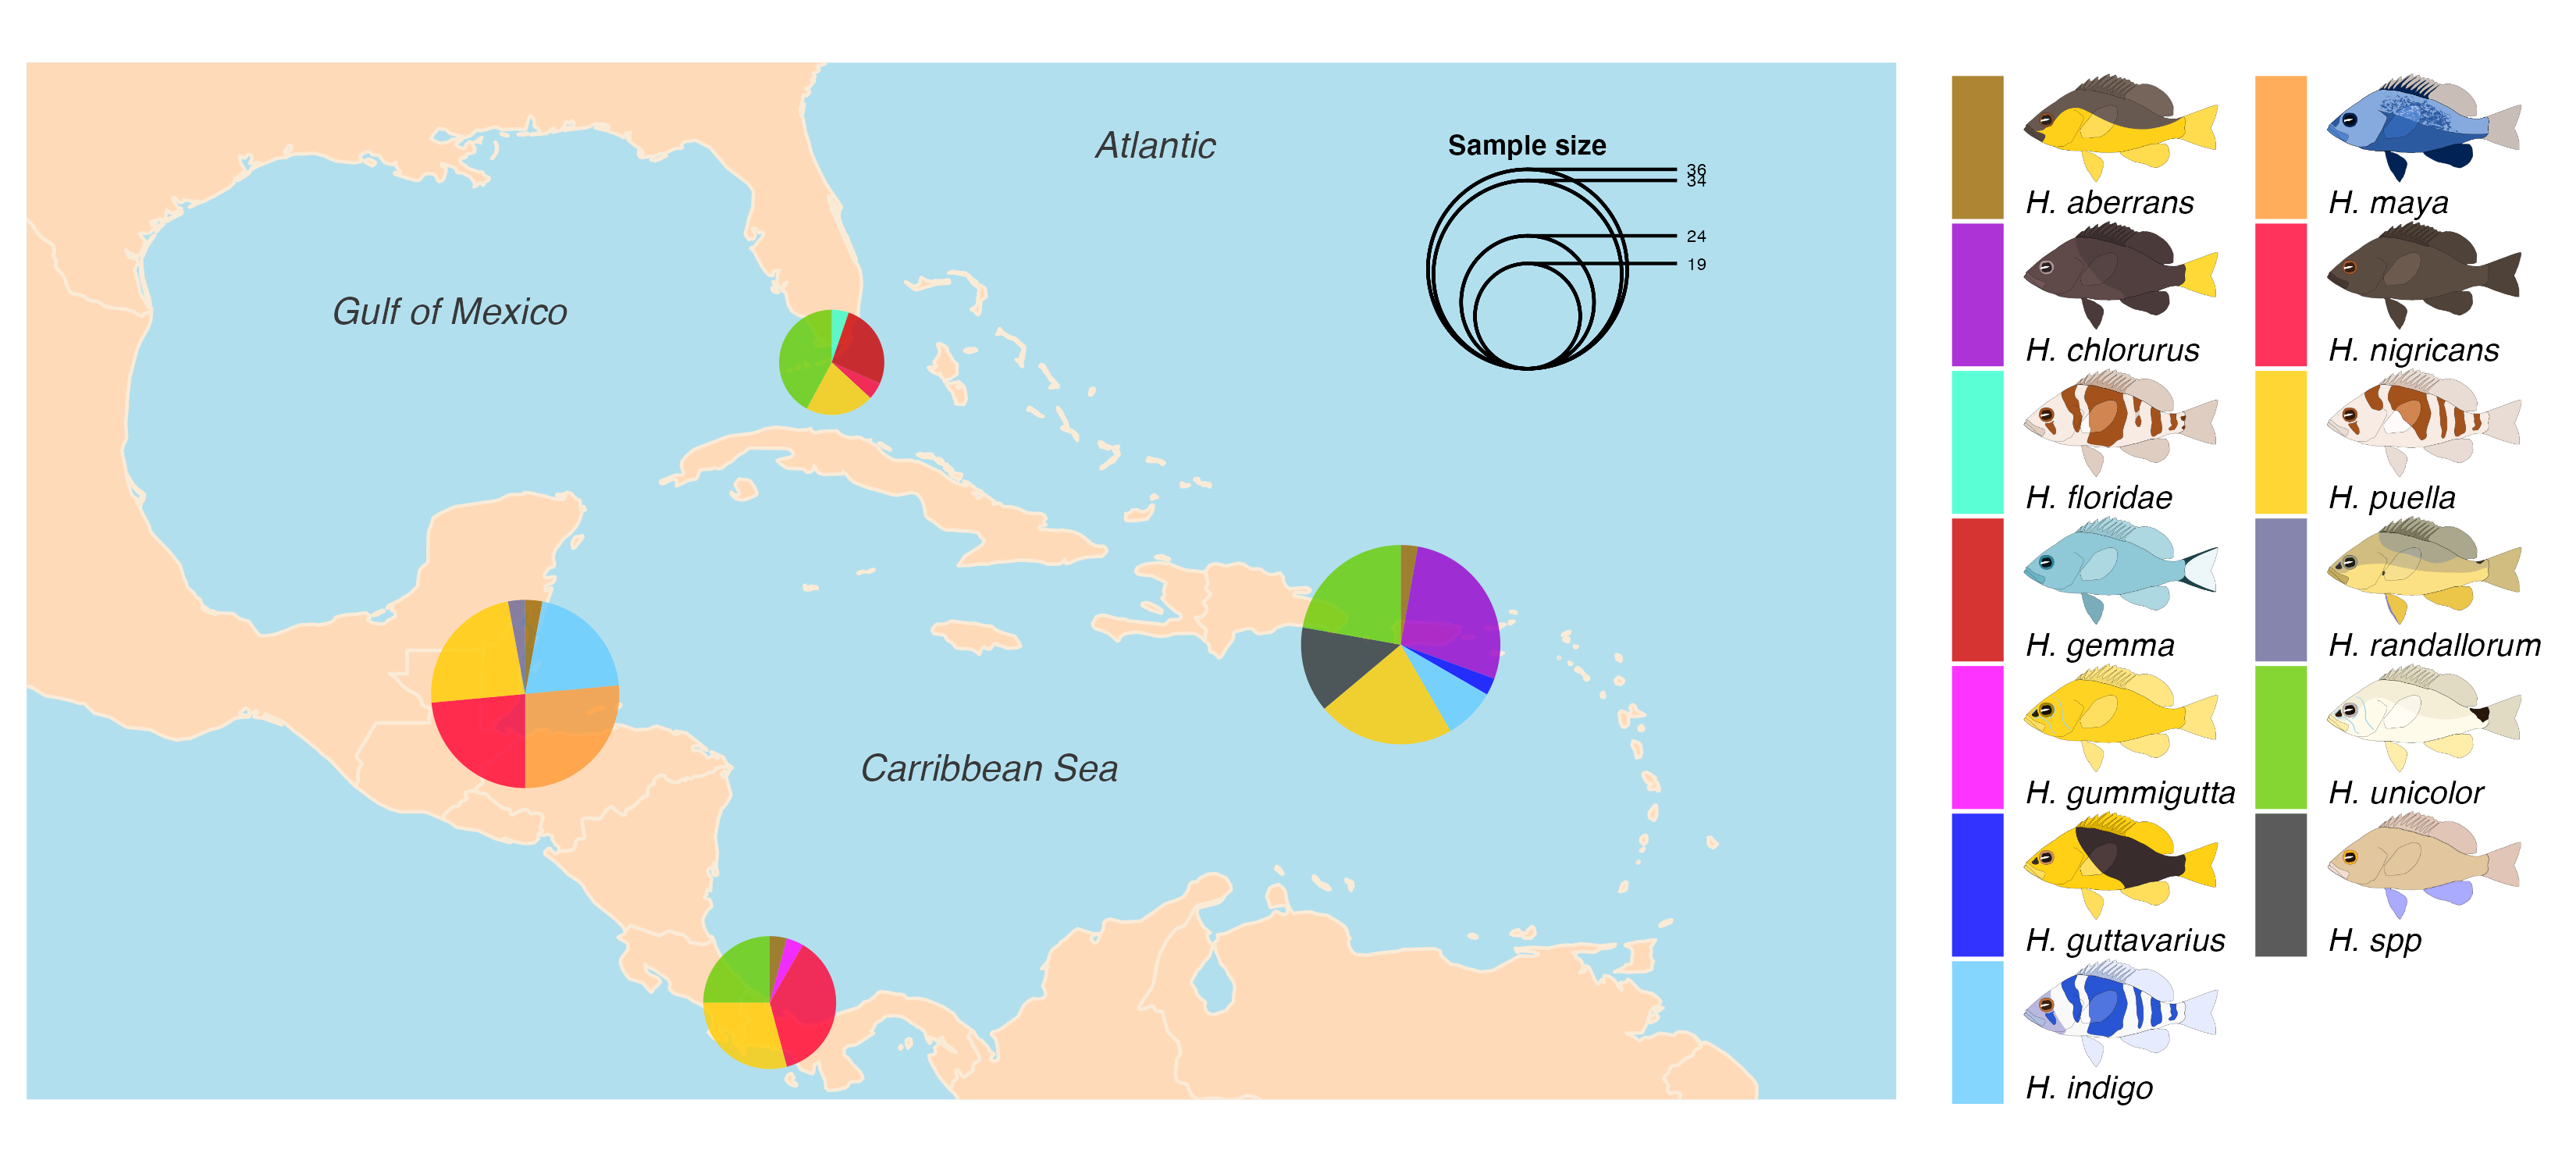 Atlantic
Gulf of Mexico
Carribbean Sea
Sample size
36
34
24
19
H. aberrans
H. maya
H. chlorurus
H. nigricans
H. floridae
H. puella
H. gemma
H. randallorum
H. gummigutta
H. unicolor
H. guttavarius
H. spp
H. indigo